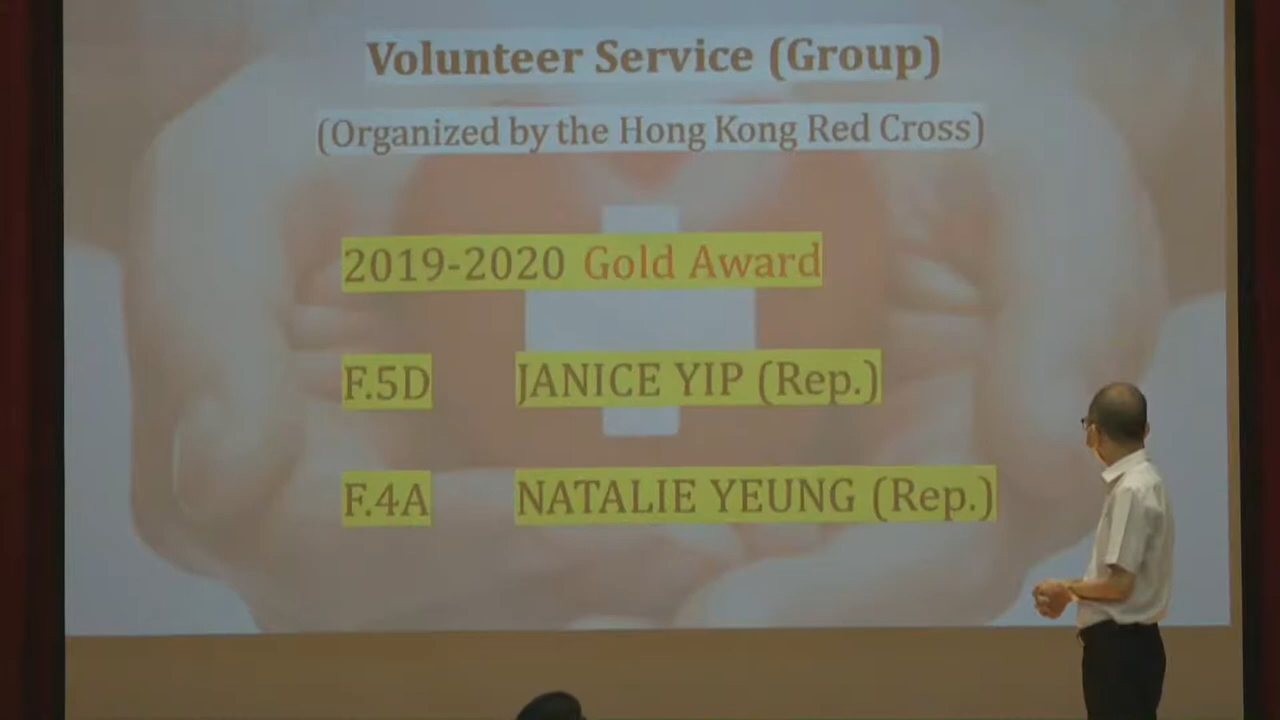 Volunteer Service (Group)
(Organized by the Hong Kong Red Cross)
2019-2020 Gold Award
F.5D JANICE YIP (Rep.)
F.4A NATALIE YEUNG (Rep.)